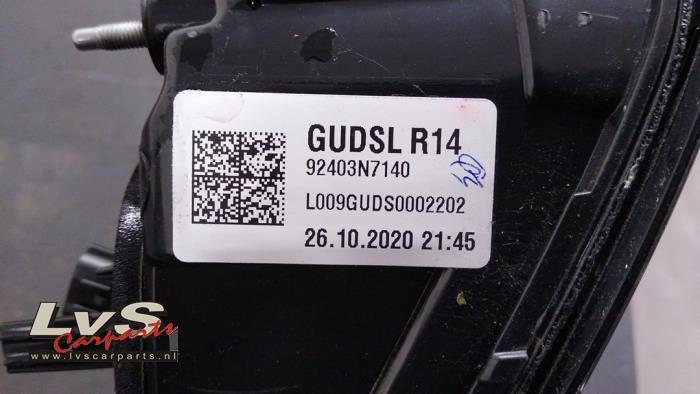 GUDSL R14
92403N7140
L009GUDS0002202
26.10.2020 21:45
LvS
Carparts
www.lvscarparts.nl